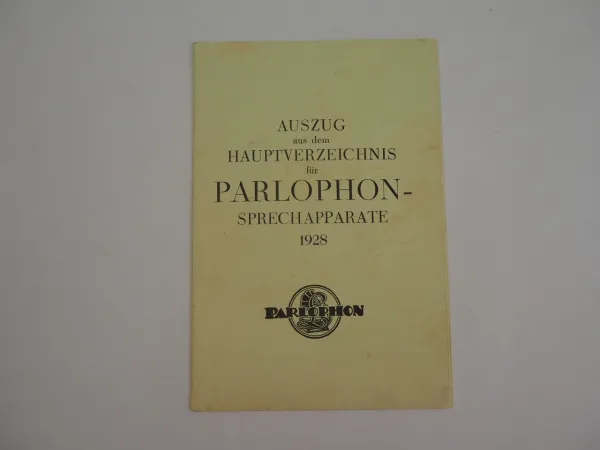 AUSZUG
aus dem
HAUPTVERZEICHNIS
für
PARLOPHON-
SPRECHAPPARATE
1928
PARLOPHON